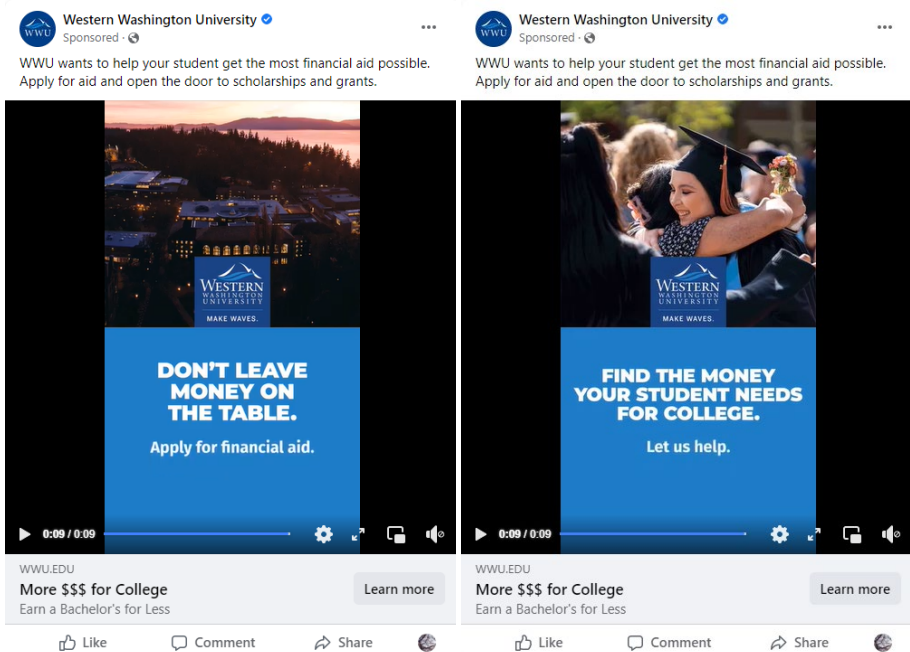 Western Washington University
Sponsored ·
WWU wants to help your student get the most financial aid possible.
Apply for aid and open the door to scholarships and grants.
WWU
WESTERN
WASHINGTON
UNIVERSITY
MAKE WAVES.
DON'T LEAVE
MONEY ON
THE TABLE.
Apply for financial aid.
0:09 / 0:09
WWU.EDU
More $$$ for College
Earn a Bachelor's for Less
Learn more
Like
Comment
Share
Western Washington University
Sponsored ·
WWU wants to help your student get the most financial aid possible.
Apply for aid and open the door to scholarships and grants.
WWU
WESTERN
WASHINGTON
UNIVERSITY
MAKE WAVES.
FIND THE MONEY
YOUR STUDENT NEEDS
FOR COLLEGE.
Let us help.
0:09 / 0:09
WWU.EDU
More $$$ for College
Earn a Bachelor's for Less
Learn more
Like
Comment
Share